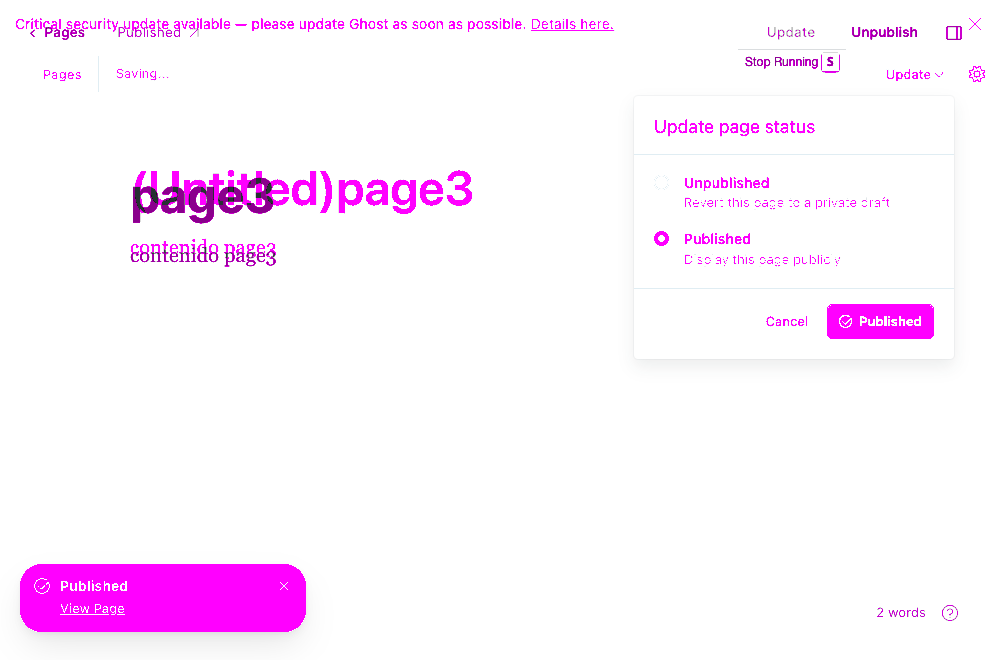 Critical security update available — please update Ghost as soon as possible. Details here.
Pages
Published
Update
Unpublish
Stop Running S
Pages
Saving...
Update
Update page status
Unpublished
Revert this page to a private draft
Published
Display this page publicly
Cancel
Published
(Untitled)page3
page3
contenido page3
contenido page3
Published
View Page
2 words